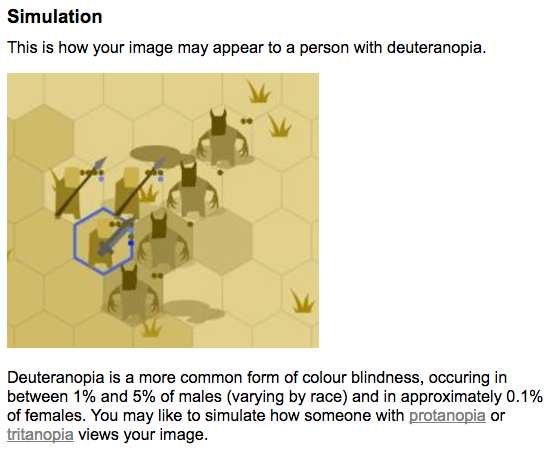 Simulation
This is how your image may appear to a person with deuteranopia.
Deuteranopia is a more common form of colour blindness, occuring in
between 1% and 5% of males (varying by race) and in approximately 0.1%
of females. You may like to simulate how someone with protanopia or
tritanopia views your image.